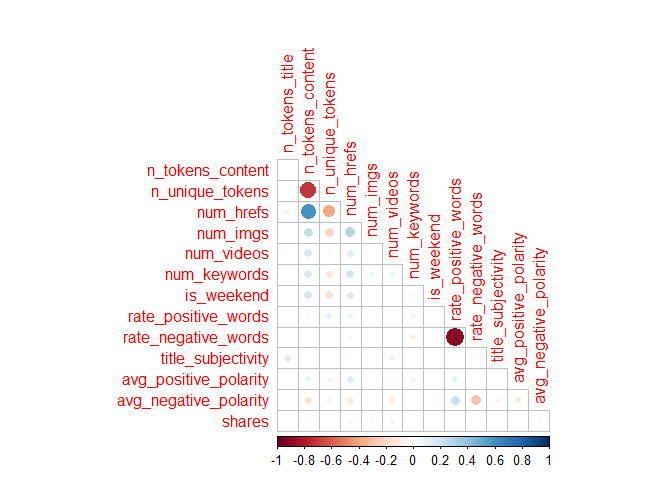 n_tokens_title
n_tokens_content
n_unique_tokens
num_hrefs
num_imgs
num_videos
num_keywords
is_weekend
rate_positive_words
rate_negative_words
title_subjectivity
avg_positive_polarity
avg_negative_polarity
n_tokens_content
n_unique_tokens
num_hrefs
num_imgs
num_videos
num_keywords
is_weekend
rate_positive_words
rate_negative_words
title_subjectivity
avg_positive_polarity
avg_negative_polarity
shares
-1 -0.8 -0.6 -0.4 -0.2 0 0.2 0.4 0.6 0.8 1